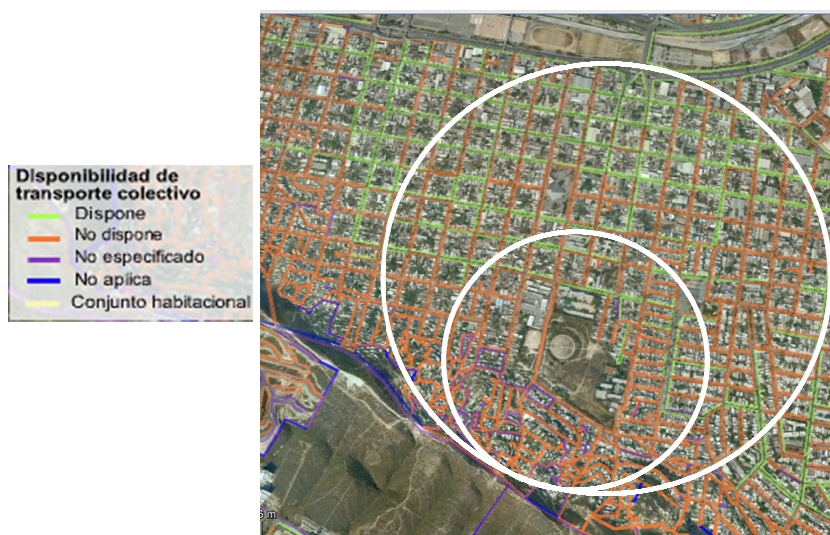 Disponibilidad de
transporte colectivo
Dispone
No dispone
No especificado
No aplica
Conjunto habitacional
m